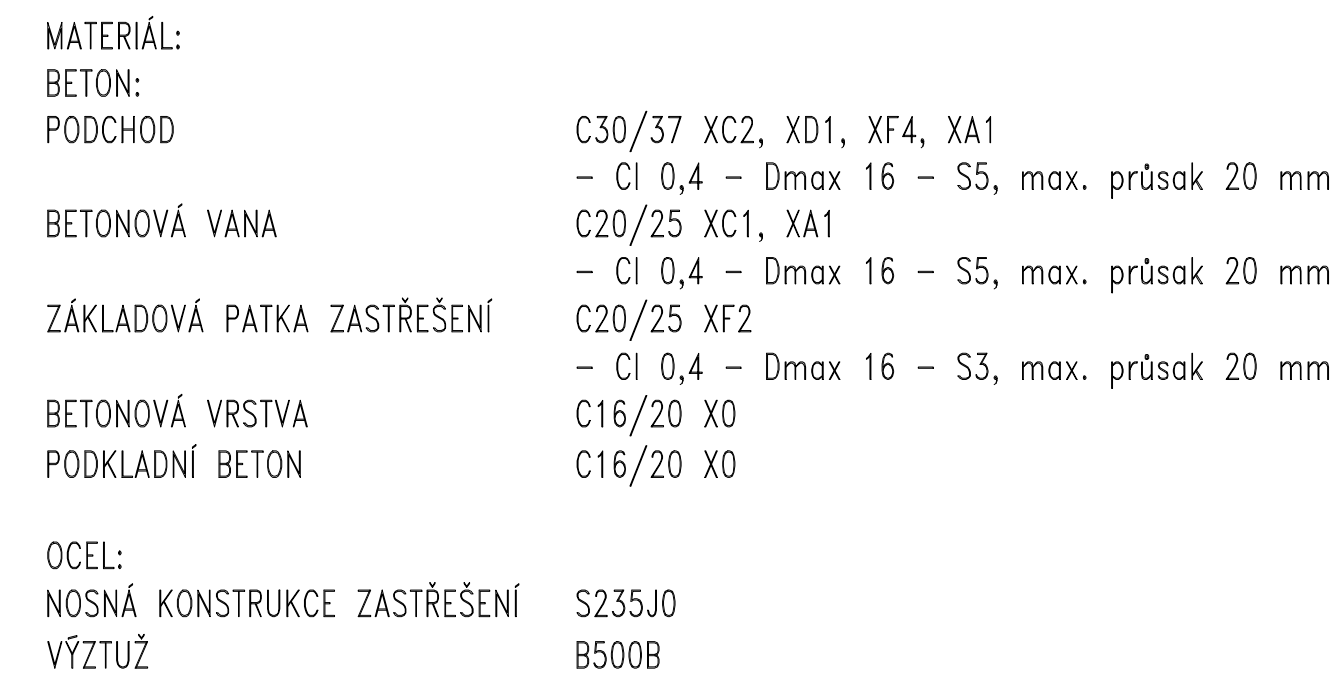 MATERIÁL:
BETON:
PODCHOD C30/37 XC2, XD1, XF4, XA1
– Cl 0,4 – Dmax 16 – S5, max. průsak 20 mm
BETONOVÁ VANA C20/25 XC1, XA1
– Cl 0,4 – Dmax 16 – S5, max. průsak 20 mm
ZÁKLADOVÁ PATKA ZASTŘEŠENÍ C20/25 XF2
– Cl 0,4 – Dmax 16 – S3, max. průsak 20 mm
BETONOVÁ VRSTVA C16/20 X0
PODKLADNÍ BETON C16/20 X0
OCEL:
NOSNÁ KONSTRUKCE ZASTŘEŠENÍ S235J0
VÝZTUŽ B500B